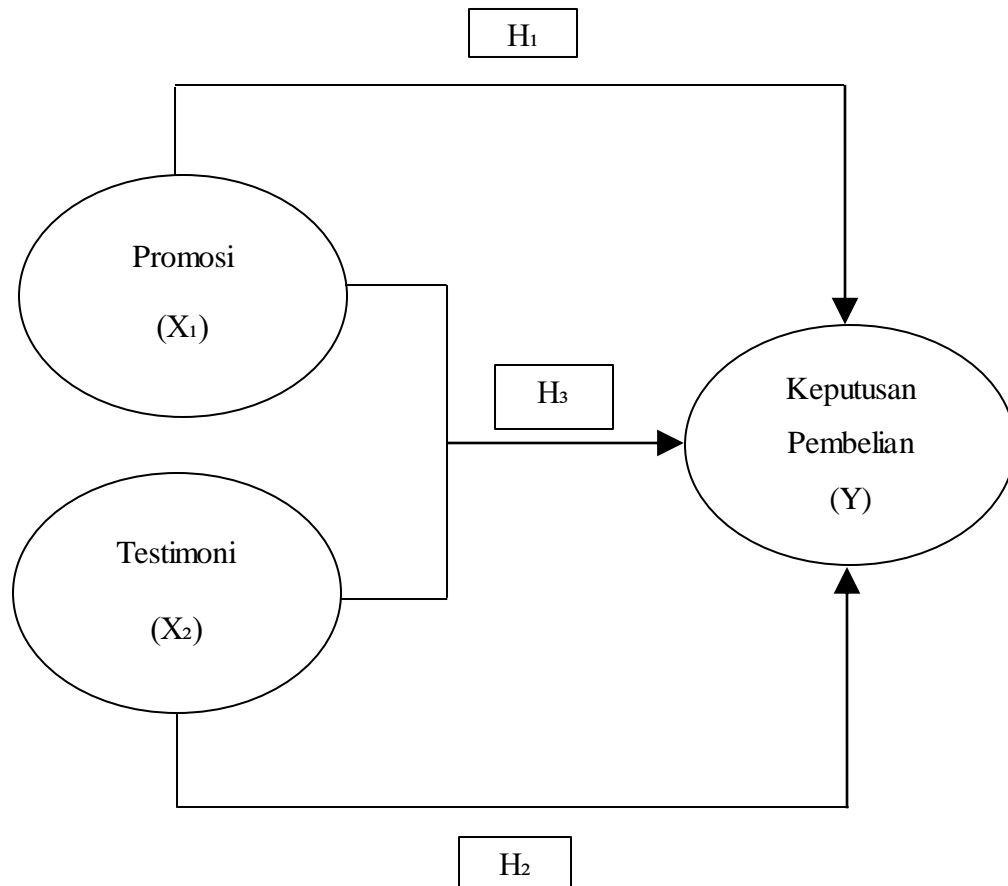 H₁
Promosi
(X₁)
H₃
Keputusan
Pembelian
(Y)
Testimoni
(X₂)
H₂